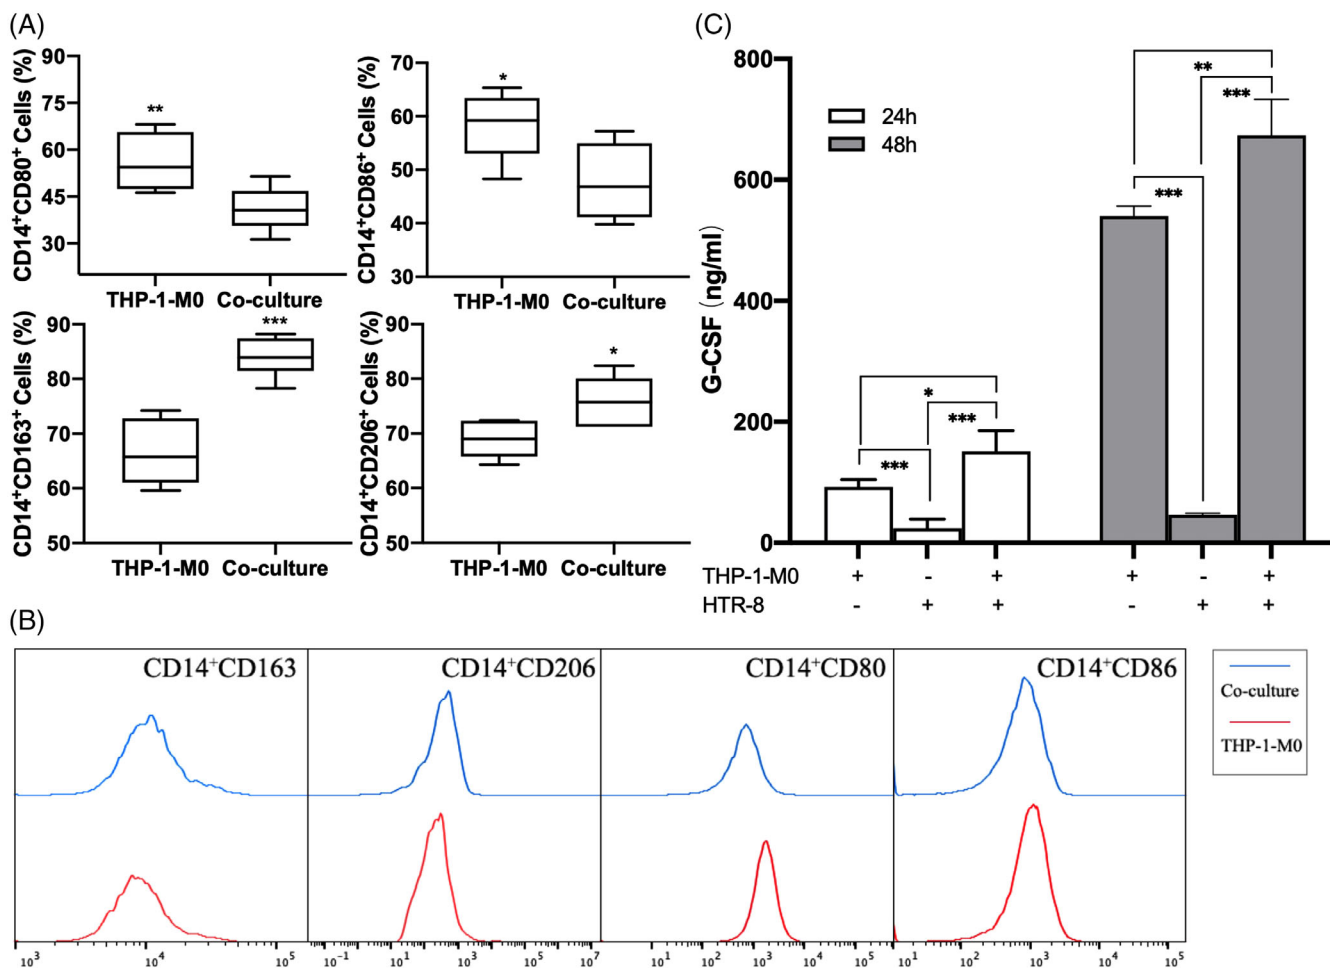 (A)
CD14⁺CD80⁺ Cells (%)
90
75
60
45
30
**
THP-1-M0 Co-culture
CD14⁺CD86⁺ Cells (%)
70
60
50
40
30
*
THP-1-M0 Co-culture
CD14⁺CD163⁺ Cells (%)
90
80
70
60
50
***
THP-1-M0 Co-culture
CD14⁺CD206⁺ Cells (%)
90
80
70
60
50
*
THP-1-M0 Co-culture
(C)
G-CSF (ng/ml)
800
600
400
200
0
24h
48h
*
***
***
**
***
***
THP-1-M0 + - + + - +
HTR-8 - + + - + +
(B)
CD14⁺CD163 CD14⁺CD206 CD14⁺CD80 CD14⁺CD86
Co-culture
THP-1-M0
10³ 10⁴ 10⁵ 10⁻¹ 10¹ 10³ 10⁵ 10⁷ 10¹ 10² 10³ 10⁴ 10⁵ 10¹ 10² 10³ 10⁴ 10⁵